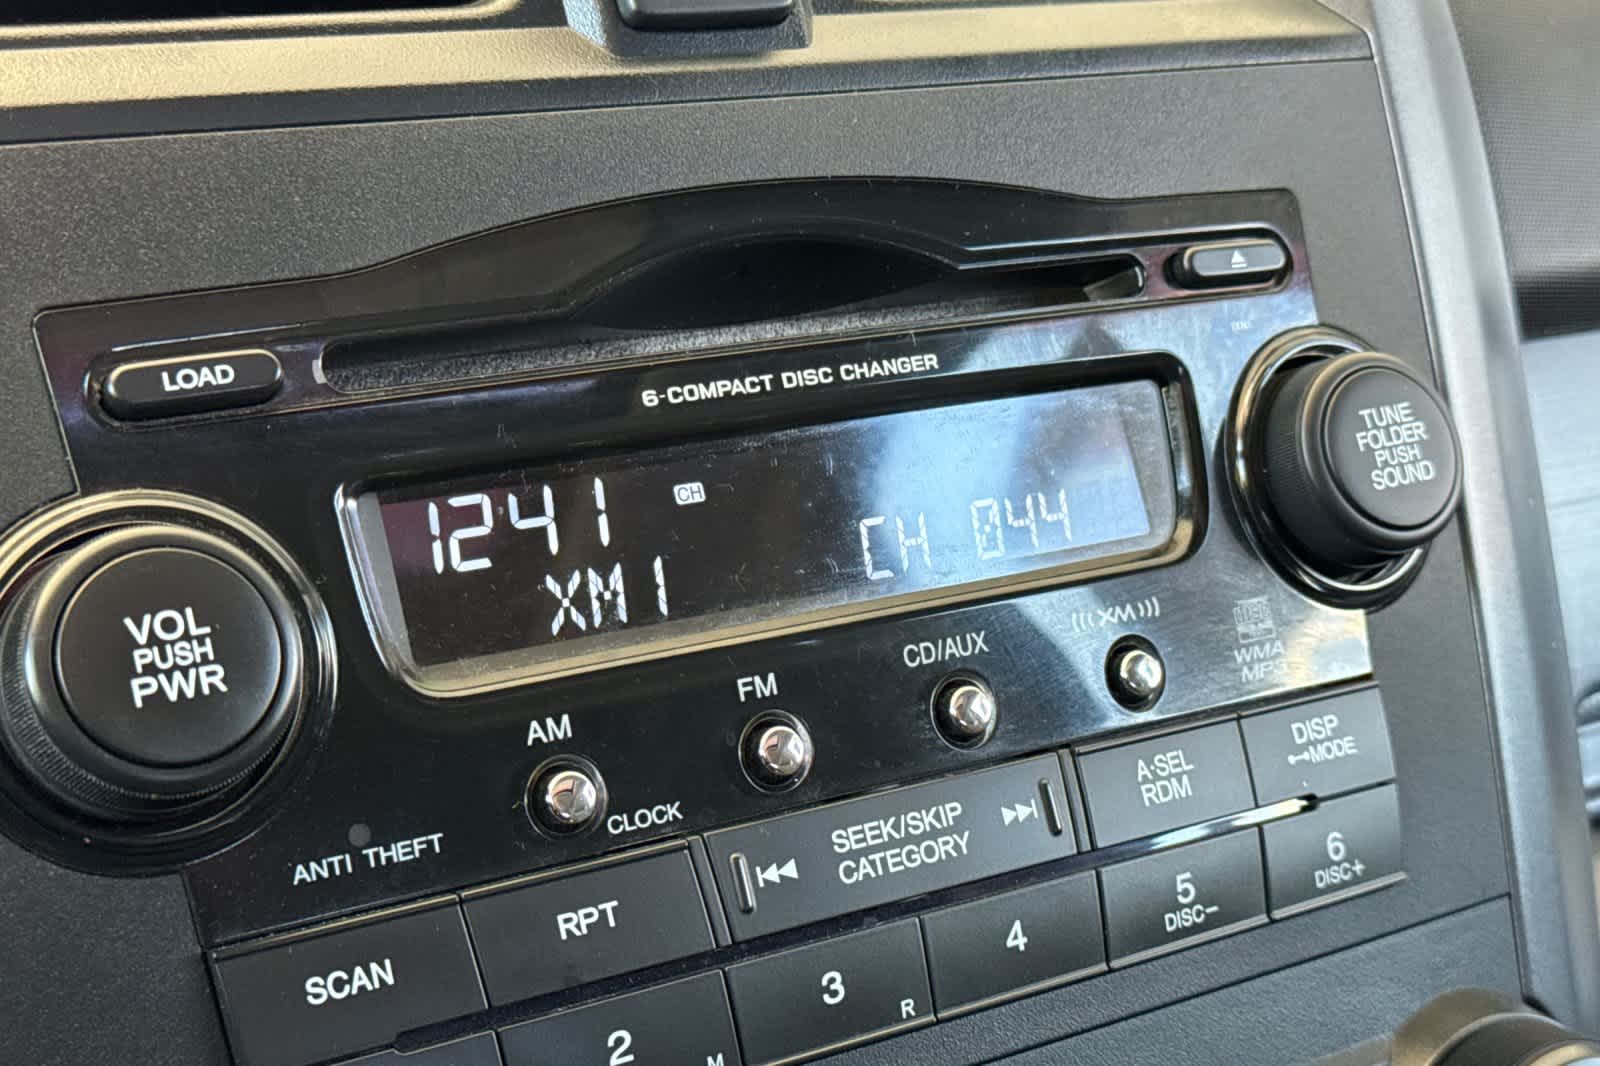 LOAD
6-COMPACT DISC CHANGER
TUNE
FOLDER
PUSH
SOUND
12:41
CH
CH 044
XM1
VOL
PUSH
PWR
AM
FM
CD/AUX
(((XM)))
WMA
MP3
CLOCK
ANTI THEFT
SEEK/SKIP
CATEGORY
A·SEL
RDM
DISP
MODE
SCAN
RPT
2
M
3
R
4
5
DISC−
6
DISC+